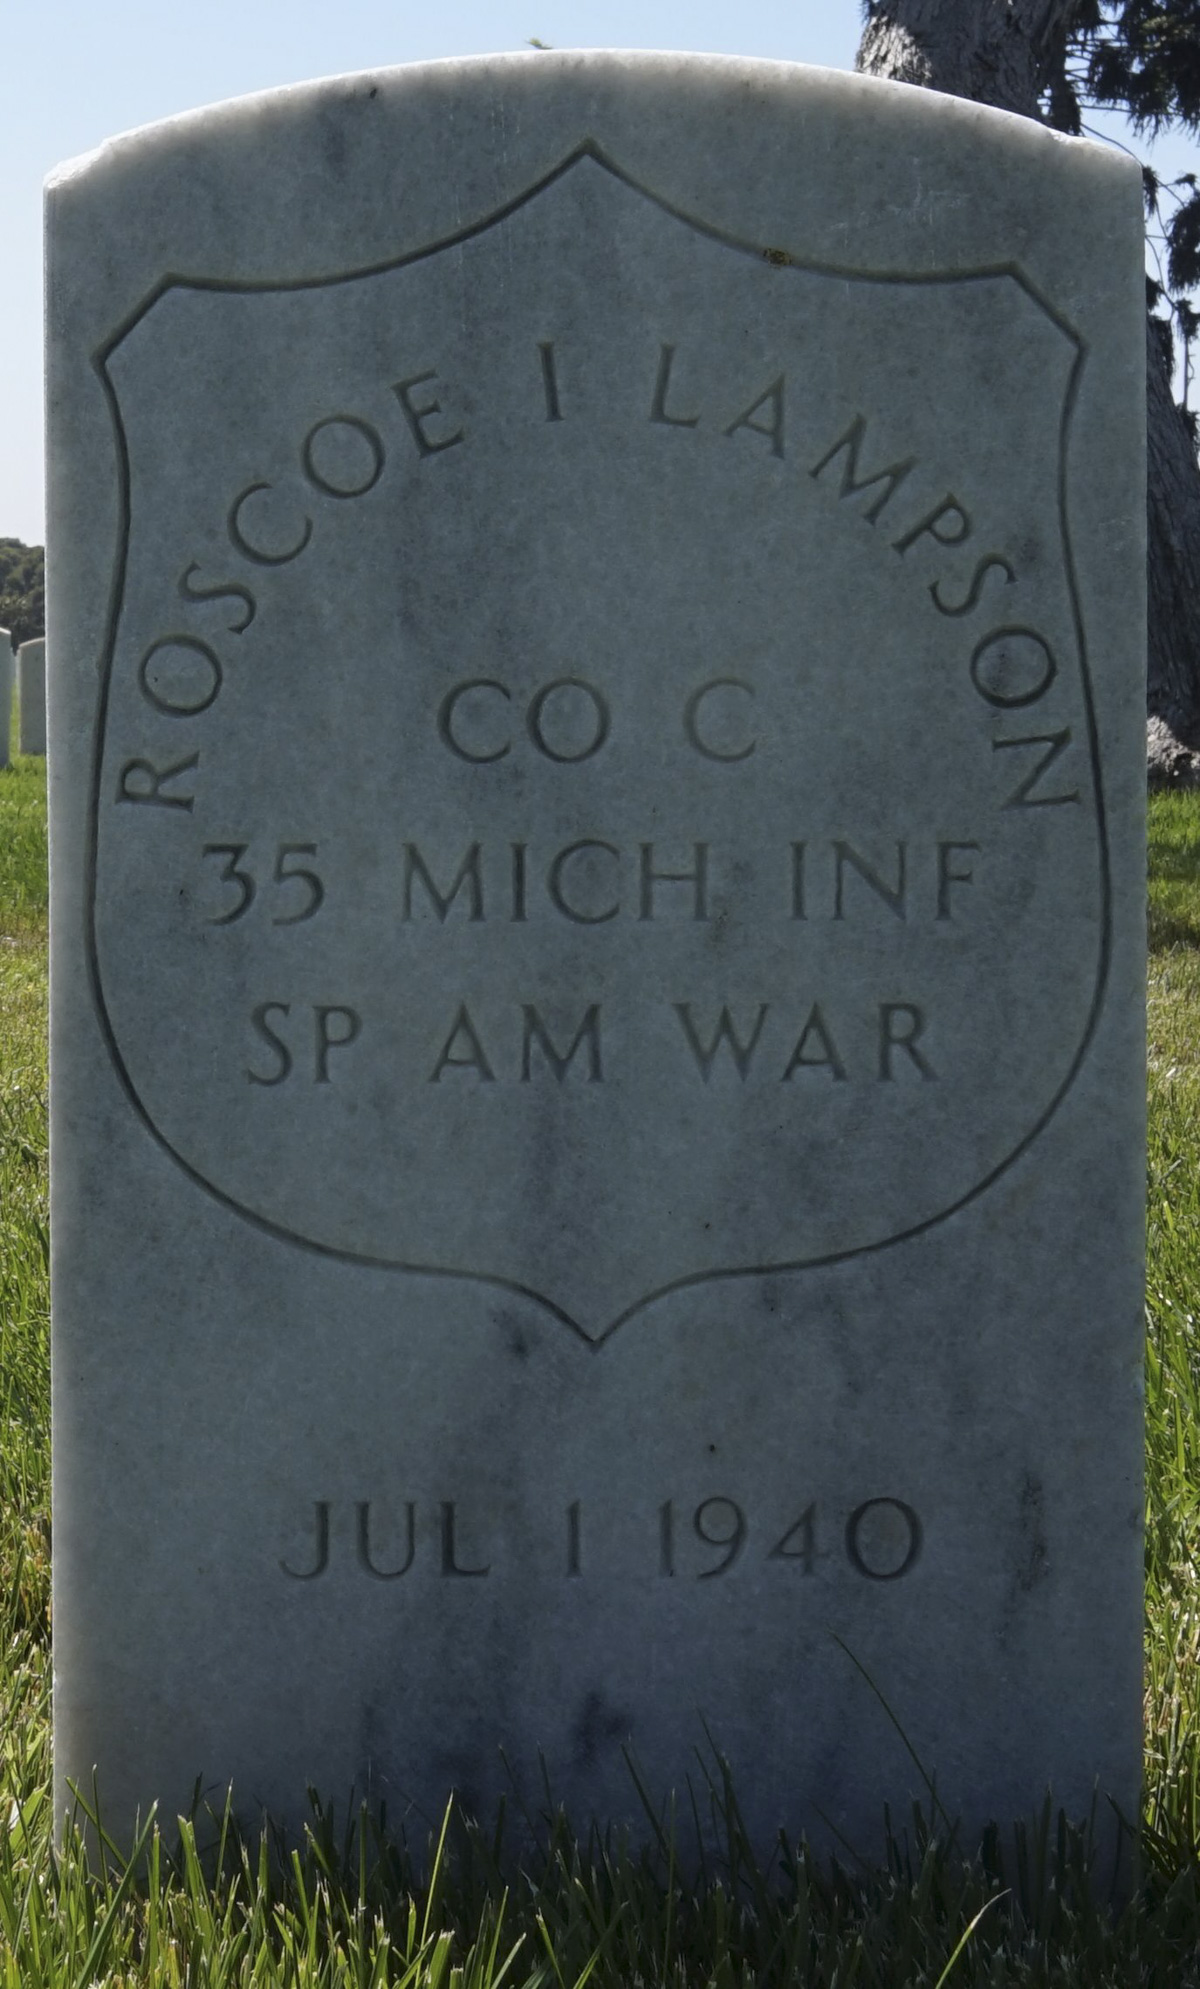 ROSCOE I LAMPSON
CO C
35 MICH INF
SP AM WAR
JUL 1 1940